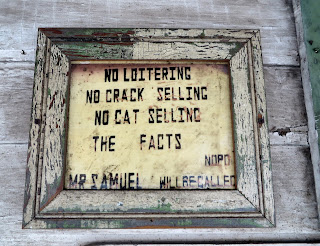 NO LOITERING
NO CRACK SELLING
NO CAT SELLING
THE FACTS
NOPD
MR SAMUEL WILL BE CALLED